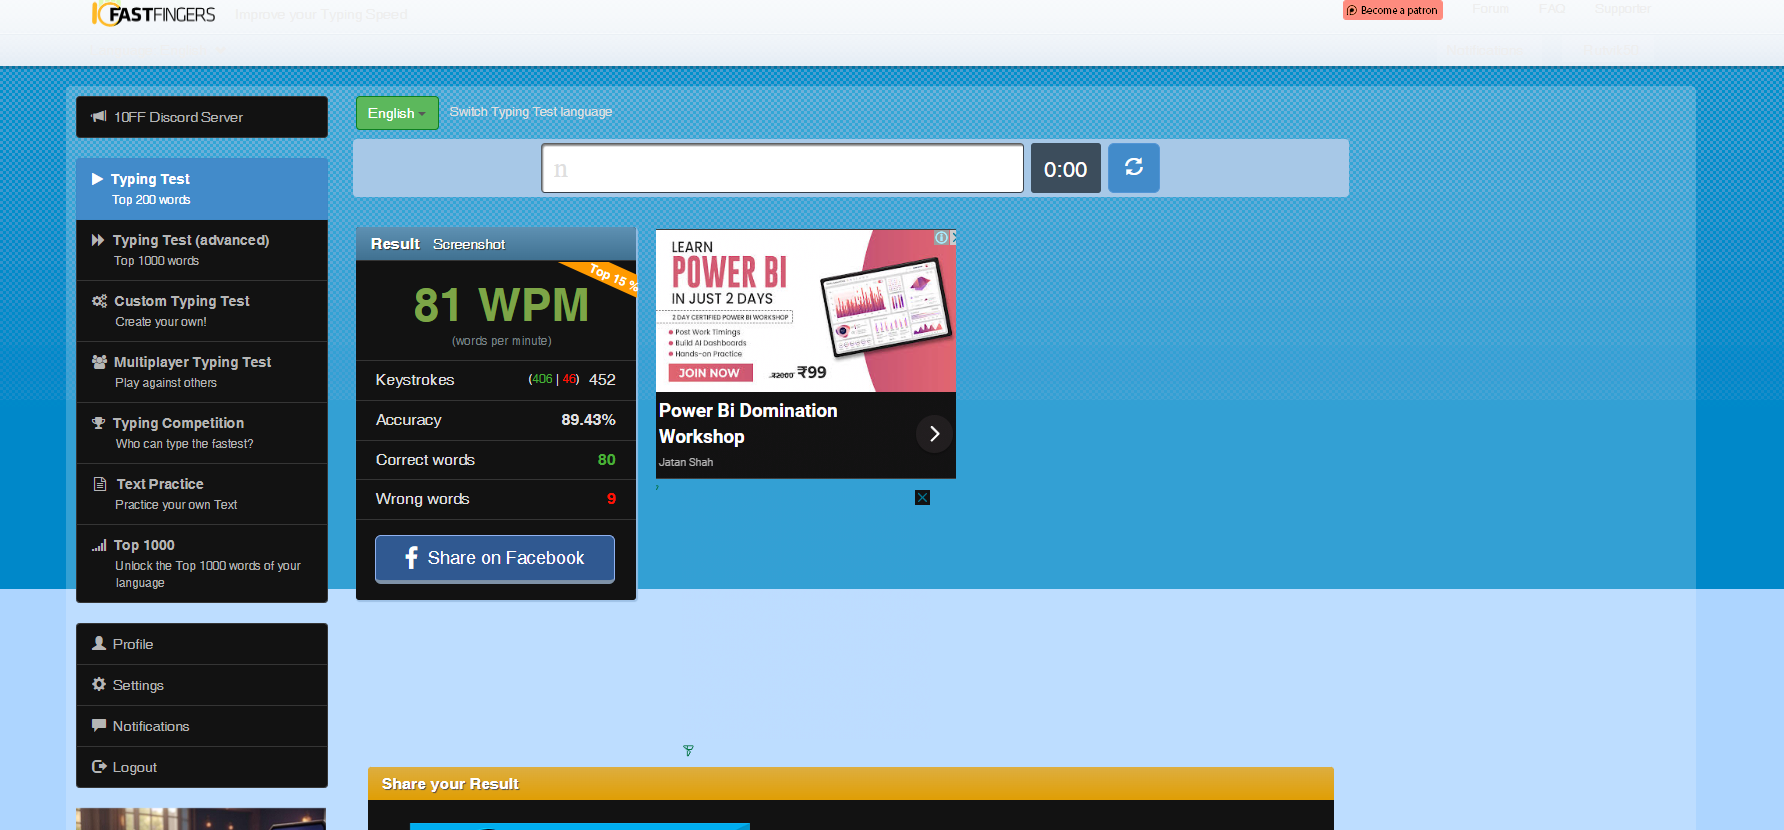 10FASTFINGERS
Improve your Typing Speed
Become a patron
Forum
FAQ
Supporter
10FF Discord Server
Typing Test
Top 200 words
Typing Test (advanced)
Top 1000 words
Custom Typing Test
Create your own!
Multiplayer Typing Test
Play against others
Typing Competition
Who can type the fastest?
Text Practice
Practice your own Text
Top 1000
Unlock the Top 1000 words of your
language
Profile
Settings
Notifications
Logout
English
Switch Typing Test language
n
0:00
Result Screenshot
Top 15 %
81 WPM
(words per minute)
Keystrokes (406 | 46) 452
Accuracy 89.43%
Correct words 80
Wrong words 9
Share on Facebook
LEARN
POWER BI
IN JUST 2 DAYS
2 DAY CERTIFIED POWER BI WORKSHOP
Post Work Timings
Build AI Dashboards
Hands-on Practice
JOIN NOW ₹99
Power Bi Domination
Workshop
Jatan Shah
Share your Result